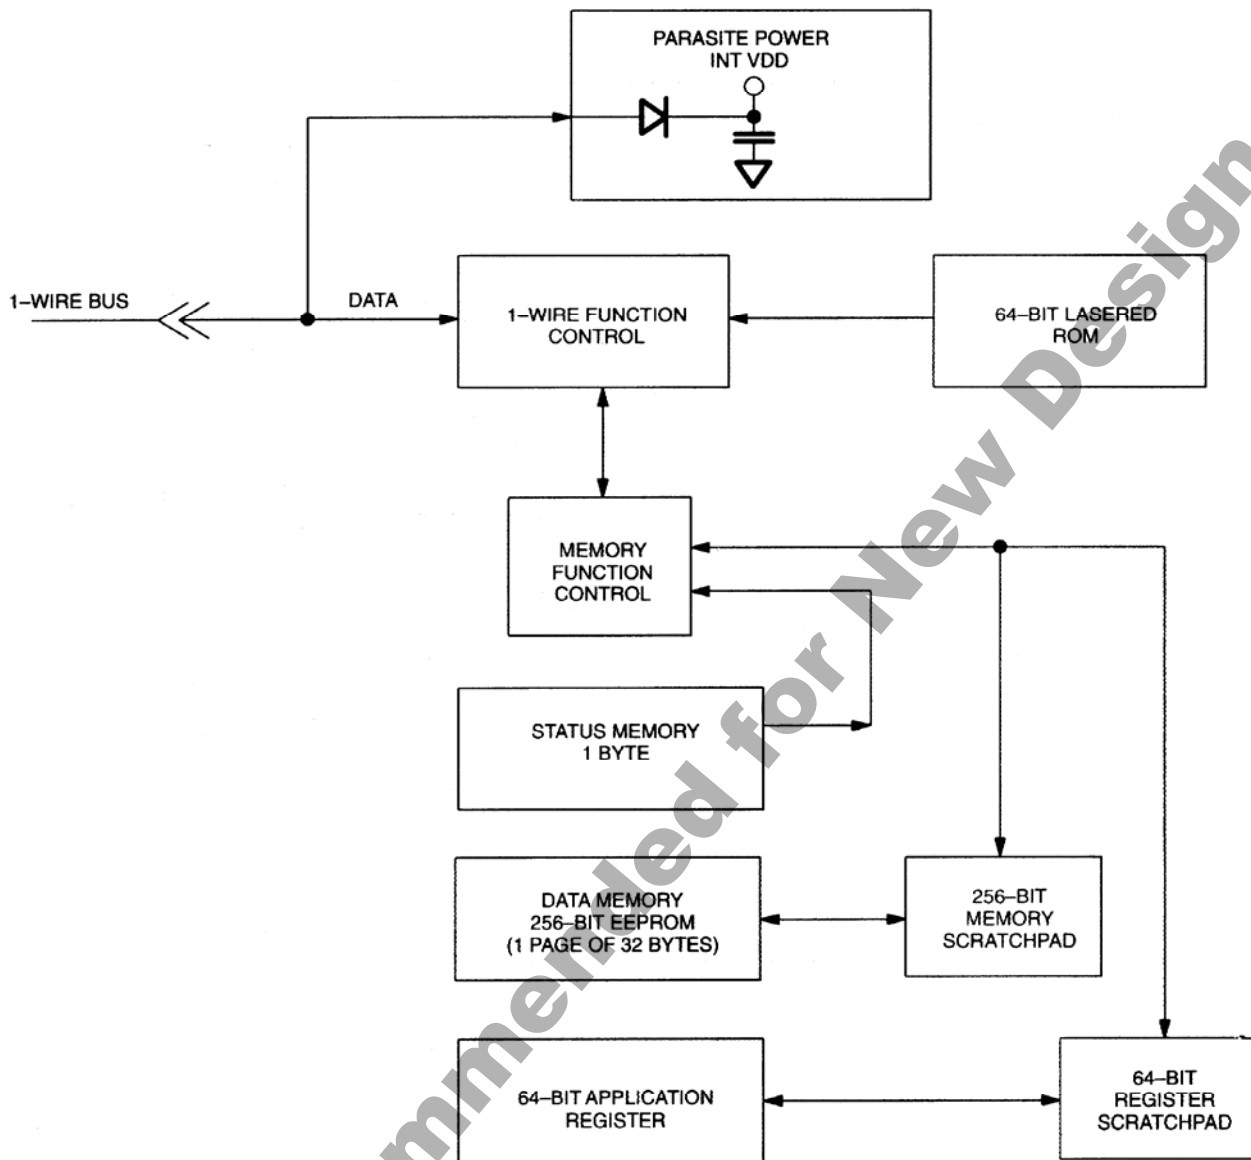 PARASITE POWER
INT VDD
1–WIRE BUS
DATA
1–WIRE FUNCTION
CONTROL
64–BIT LASERED
ROM
MEMORY
FUNCTION
CONTROL
STATUS MEMORY
1 BYTE
DATA MEMORY
256–BIT EEPROM
(1 PAGE OF 32 BYTES)
256–BIT
MEMORY
SCRATCHPAD
64–BIT APPLICATION
REGISTER
64–BIT
REGISTER
SCRATCHPAD
mmended for New Design